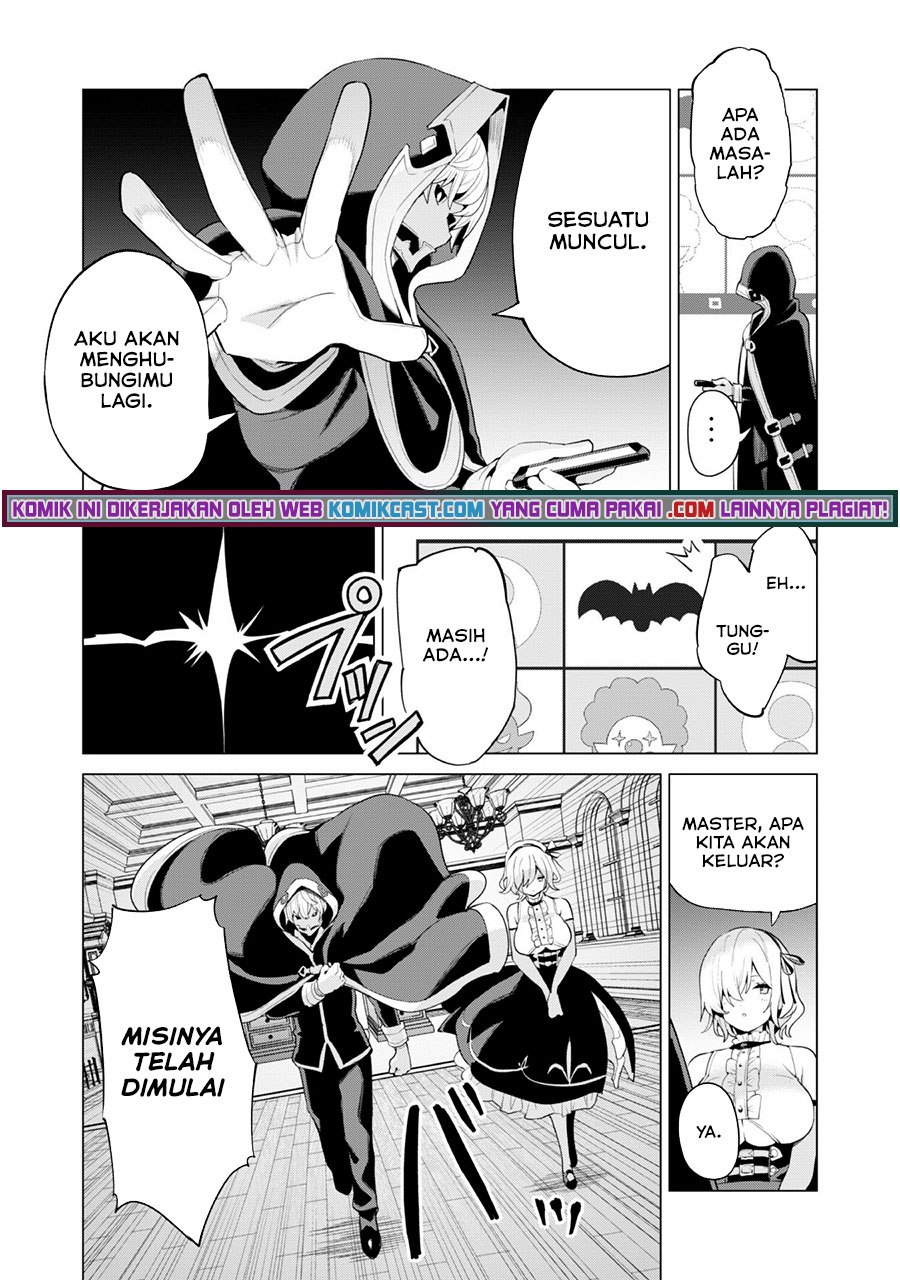 APA
ADA
MASA-
LAH?
...
SESUATU
MUNCUL.
AKU AKAN
MENGHU-
BUNGIMU
LAGI.
KOMIK INI DIKERJAKAN OLEH WEB KOMIKCAST.COM YANG CUMA PAKAI .COM LAINNYA PLAGIAT!
EH...
TUNG-
GU!
MASIH
ADA...!
プツン
MASTER, APA
KITA AKAN
KELUAR?
YA.
MISINYA
TELAH
DIMULAI